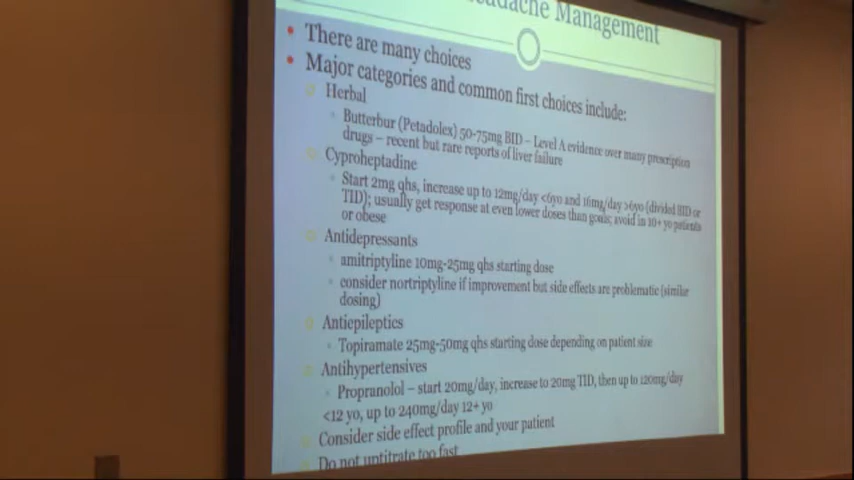 Headache Management
There are many choices
Major categories and common first choices include:
Herbal
Butterbur (Petadolex) 50-75mg BID – Level A evidence over many prescription
drugs – recent but rare reports of liver failure
Cyproheptadine
Start 2mg qhs, increase up to 12mg/day <6yo and 16mg/day >6yo (divided BID or
TID); usually get response at even lower doses than goals; avoid in 10+ yo patients
or obese
Antidepressants
amitriptyline 10mg-25mg qhs starting dose
consider nortriptyline if improvement but side effects are problematic (similar
dosing)
Antiepileptics
Topiramate 25mg-50mg qhs starting dose depending on patient size
Antihypertensives
Propranolol – start 20mg/day, increase to 20mg TID, then up to 120mg/day
<12 yo, up to 240mg/day 12+ yo
Consider side effect profile and your patient
Do not uptitrate too fast